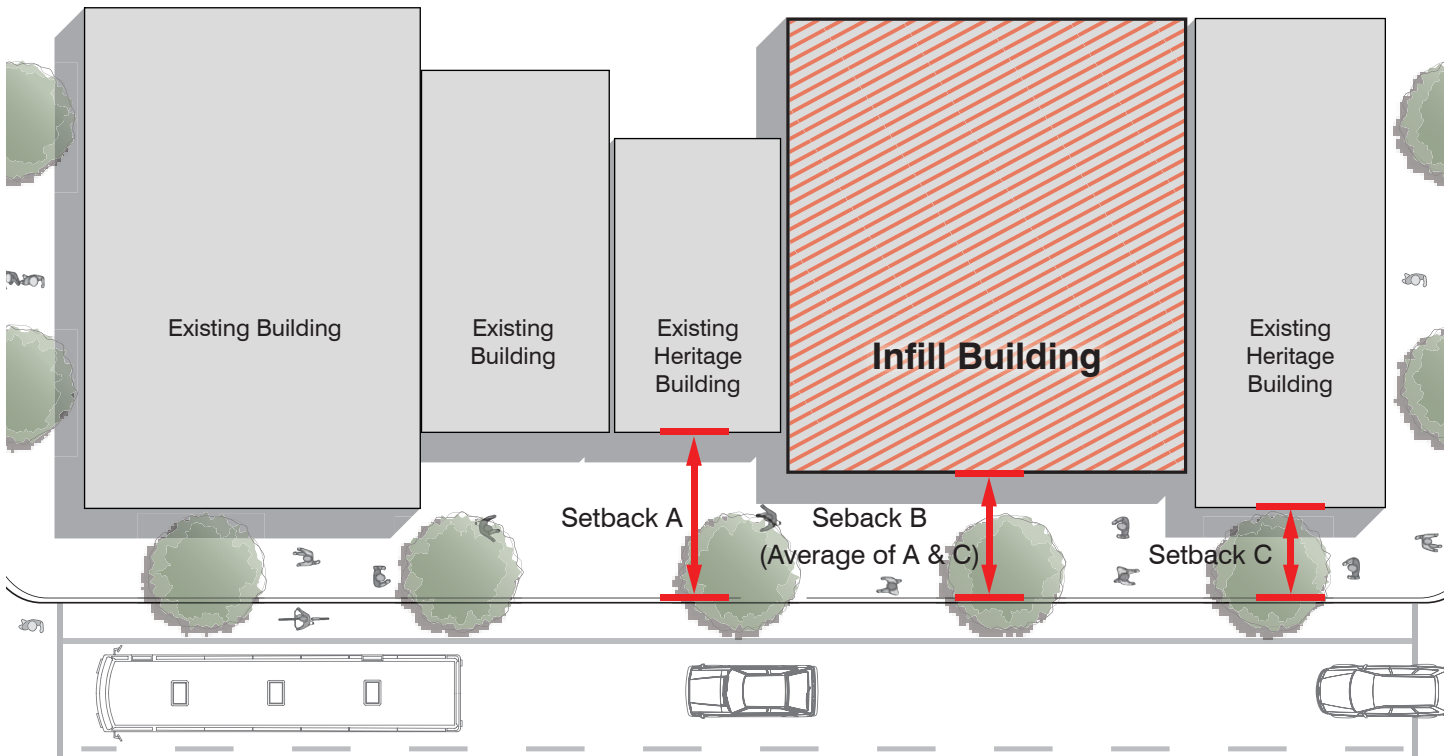 Existing Building
Existing
Building
Existing
Heritage
Building
Infill Building
Existing
Heritage
Building
Setback A
Seback B
(Average of A & C)
Setback C